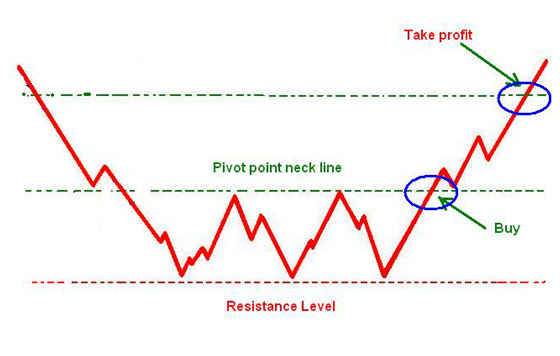 Take profit
Pivot point neck line
Buy
Resistance Level